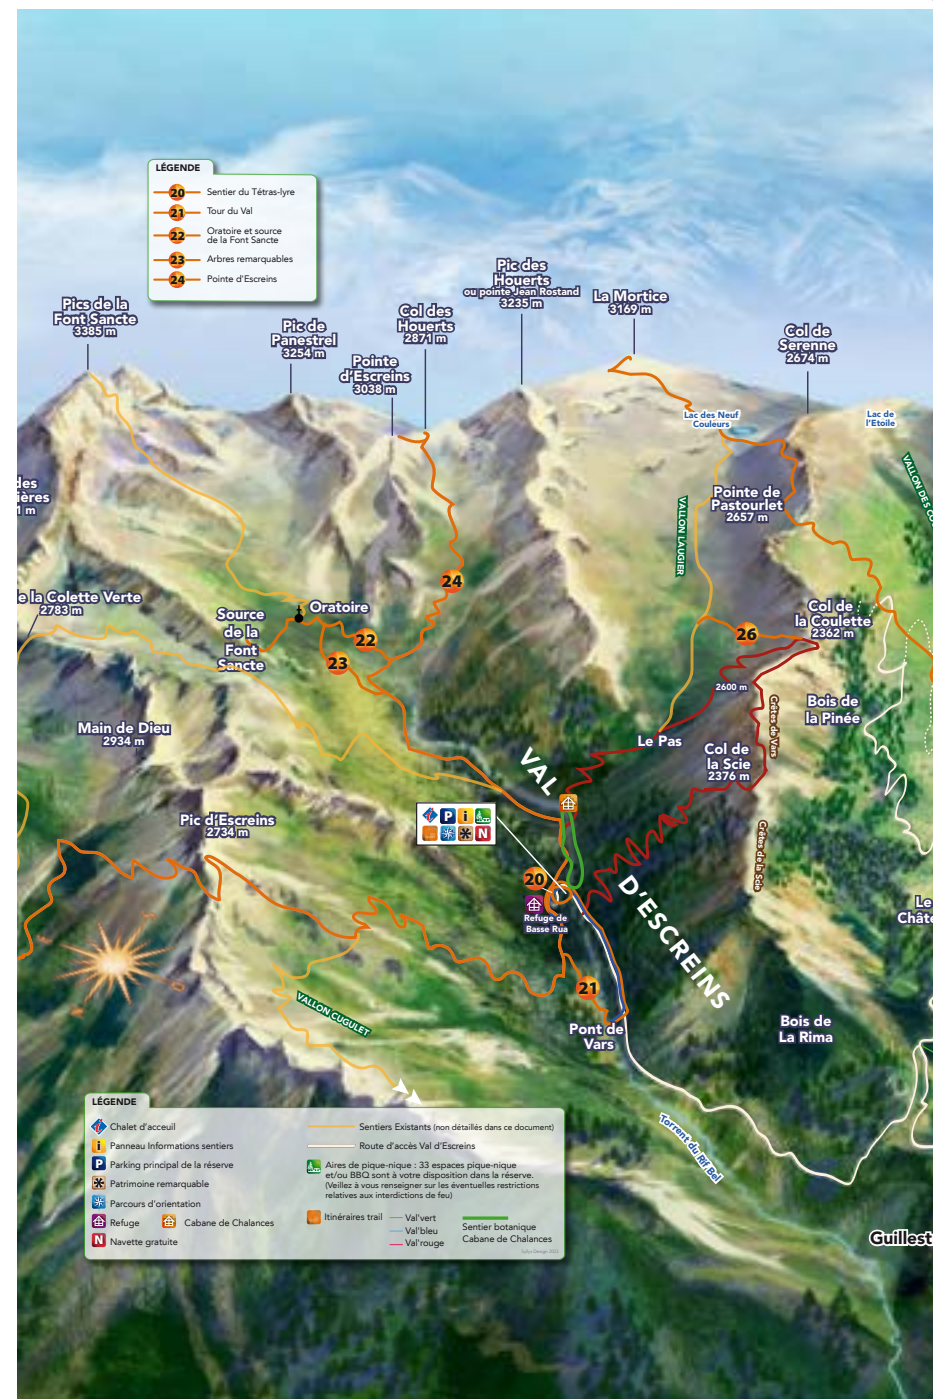 LÉGENDE
20 Sentier du Tétras-lyre
21 Tour du Val
22 Oratoire et source
de la Font Sancte
23 Arbres remarquables
24 Pointe d'Escreins
Pics de la
Font Sancte
3385 m
Pic de
Panestrel
3254 m
Pointe
d'Escreins
3038 m
Col des
Houerts
2871 m
Pic des
Houerts
ou pointe Jean Rostand
3235 m
La Mortice
3169 m
Col de
Serenne
2674 m
Lac des Neuf
Couleurs
Lac de
l'Etoile
VALLON DES CO
des
ières
1 m
Pointe de
Pastourlet
2657 m
VALLON LAUGIER
24
e la Colette Verte
2783 m
Source
de la
Font
Sancte
Oratoire
22
23
26
Col de
la Coulette
2362 m
2600 m
Crêtes de Vars
Bois de
la Pinée
Main de Dieu
2934 m
Le Pas
Col de
la Scie
2376 m
VAL
D'ESCREINS
Pic d'Escreins
2734 m
P i
N
Crêtes de la Scie
20
Refuge de
Basse Rua
Le
Châte
21
VALLON CUGULET
Pont de
Vars
Bois de
La Rima
Torrent du Rif Bel
Guillest
LÉGENDE
Chalet d'acceuil
i Panneau Informations sentiers
P Parking principal de la réserve
Patrimoine remarquable
Parcours d'orientation
Refuge Cabane de Chalances
N Navette gratuite
Sentiers Existants (non détaillés dans ce document)
Route d'accès Val d'Escreins
Aires de pique-nique : 33 espaces pique-nique
et/ou BBQ sont à votre disposition dans la réserve.
(Veillez à vous renseigner sur les éventuelles restrictions
relatives aux interdictions de feu)
Itinéraires trail
Val'vert
Val'bleu
Val'rouge
Sentier botanique
Cabane de Chalances